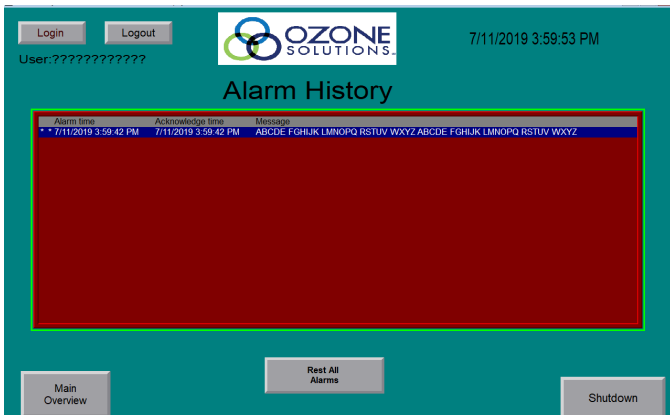 Login
Logout
OZONE
SOLUTIONS
7/11/2019 3:59:53 PM
User:????????????
Alarm History
Alarm time Acknowledge time Message
* * 7/11/2019 3:59:42 PM 7/11/2019 3:59:42 PM ABCDE FGHIJK LMNOPQ RSTUV WXYZ ABCDE FGHIJK LMNOPQ RSTUV WXYZ
Rest All
Alarms
Main
Overview
Shutdown